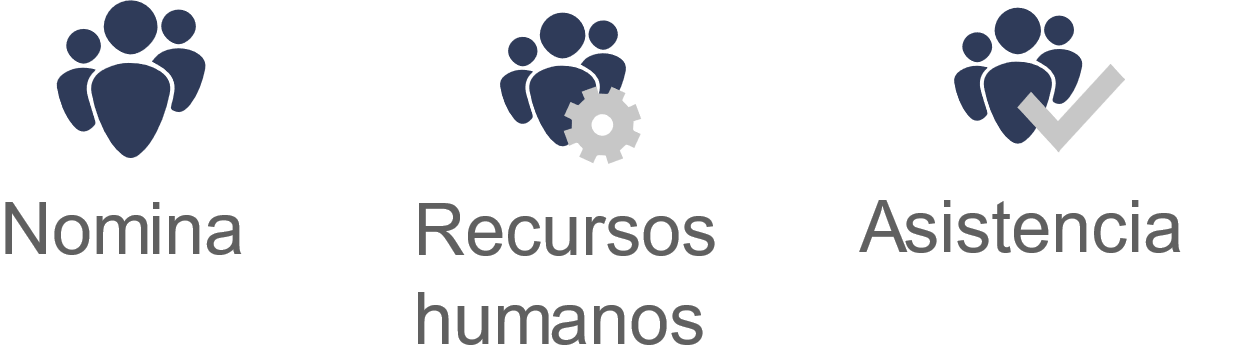 Nomina
Recursos
humanos
Asistencia